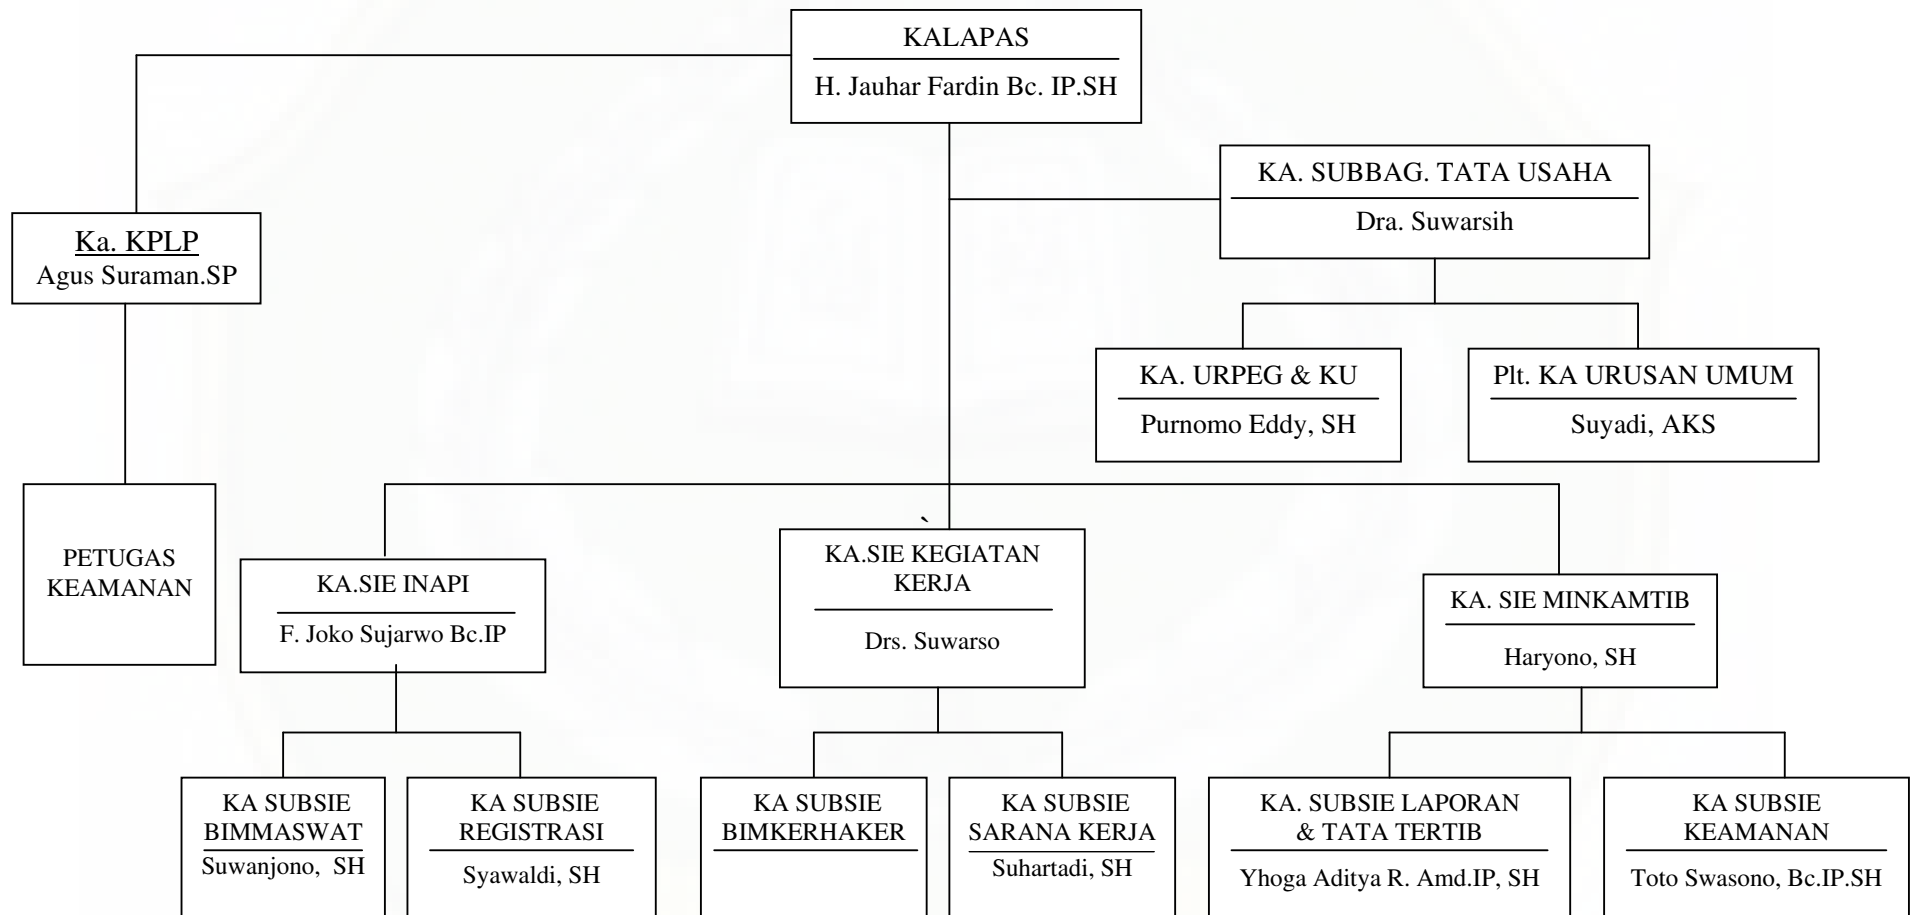 KALAPAS
H. Jauhar Fardin Bc. IP.SH
KA. SUBBAG. TATA USAHA
Dra. Suwarsih
Ka. KPLP
Agus Suraman.SP
KA. URPEG & KU
Purnomo Eddy, SH
Plt. KA URUSAN UMUM
Suyadi, AKS
PETUGAS
KEAMANAN
`
KA.SIE INAPI
F. Joko Sujarwo Bc.IP
KA.SIE KEGIATAN
KERJA
Drs. Suwarso
KA. SIE MINKAMTIB
Haryono, SH
KA SUBSIE
BIMMASWAT
Suwanjono, SH
KA SUBSIE
REGISTRASI
Syawaldi, SH
KA SUBSIE
BIMKERHAKER
KA SUBSIE
SARANA KERJA
Suhartadi, SH
KA. SUBSIE LAPORAN
& TATA TERTIB
Yhoga Aditya R. Amd.IP, SH
KA SUBSIE
KEAMANAN
Toto Swasono, Bc.IP.SH